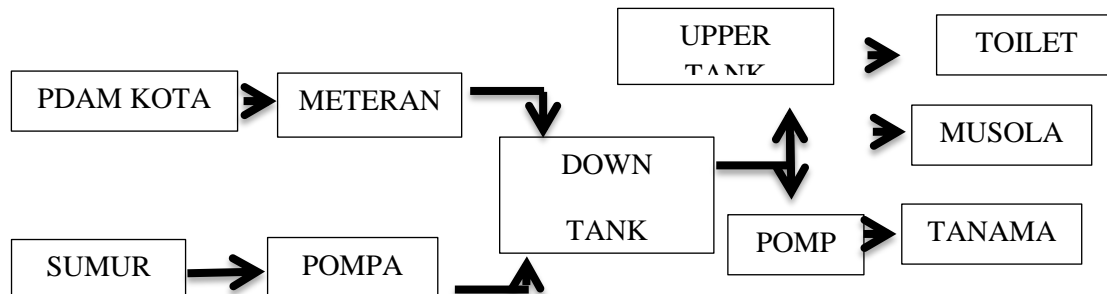 UPPER
TANK
TOILET
PDAM KOTA
METERAN
MUSOLA
DOWN
TANK
POMP
TANAMA
SUMUR
POMPA